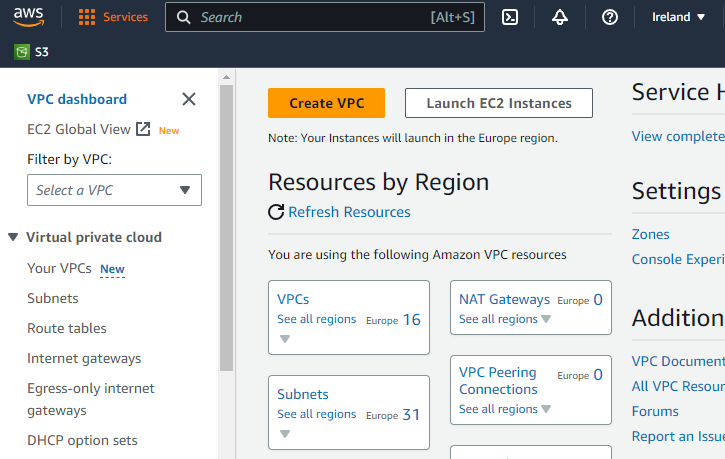 aws
Services
Search
[Alt+S]
Ireland
S3
VPC dashboard
EC2 Global View New
Filter by VPC:
Select a VPC
Virtual private cloud
Your VPCs New
Subnets
Route tables
Internet gateways
Egress-only internet
gateways
DHCP option sets
Create VPC
Launch EC2 Instances
Note: Your Instances will launch in the Europe region.
Resources by Region
Refresh Resources
You are using the following Amazon VPC resources
VPCs
See all regions
Europe 16
Subnets
See all regions
Europe 31
NAT Gateways
Europe 0
See all regions
VPC Peering
Connections
Europe 0
See all regions
Service H
View complete
Settings
Zones
Console Experi
Addition
VPC Document
All VPC Resour
Forums
Report an Issue